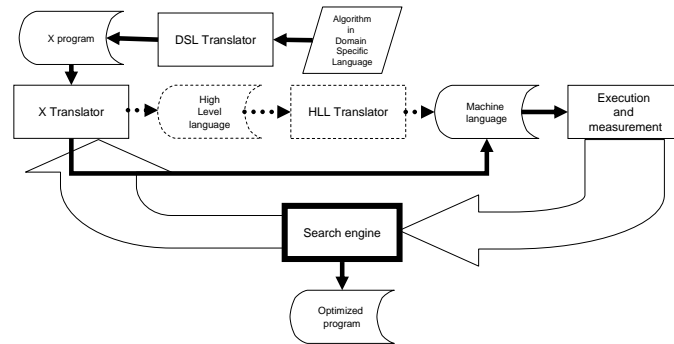 X program
DSL Translator
Algorithm
in
Domain
Specific
Language
X Translator
High
Level
language
HLL Translator
Machine
language
Execution
and
measurement
Search engine
Optimized
program